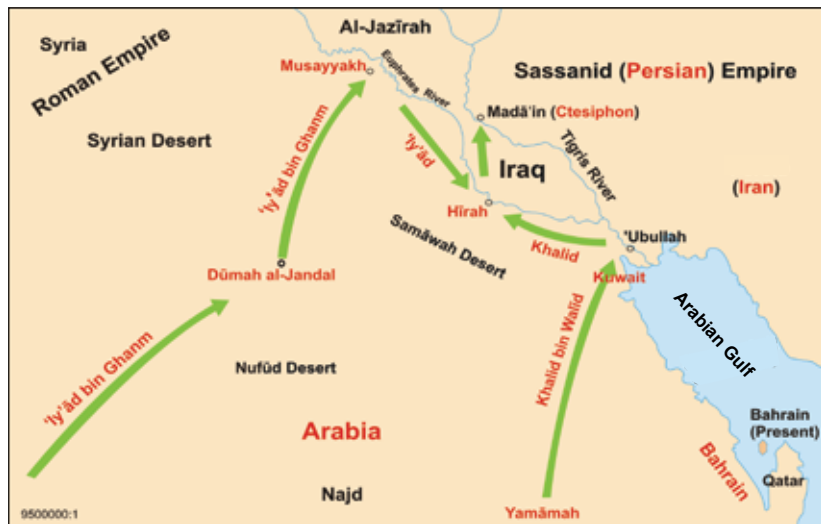 Al-Jazīrah
Syria
Roman Empire
Musayyakh
Euphrates River
Sassanid (Persian) Empire
Madā'in (Ctesiphon)
Syrian Desert
'Iy'ād bin Ghanm
'Iy'ād
Iraq
Tigris River
(Iran)
Hīrah
Samāwah Desert
Khalid
'Ubullah
Dūmah al-Jandal
Kuwait
Arabian Gulf
'Iy'ād bin Ghanm
Khalid bin Walid
Nufūd Desert
Arabia
Bahrain
(Present)
Bahrain
Qatar
Najd
Yamāmah
9500000:1